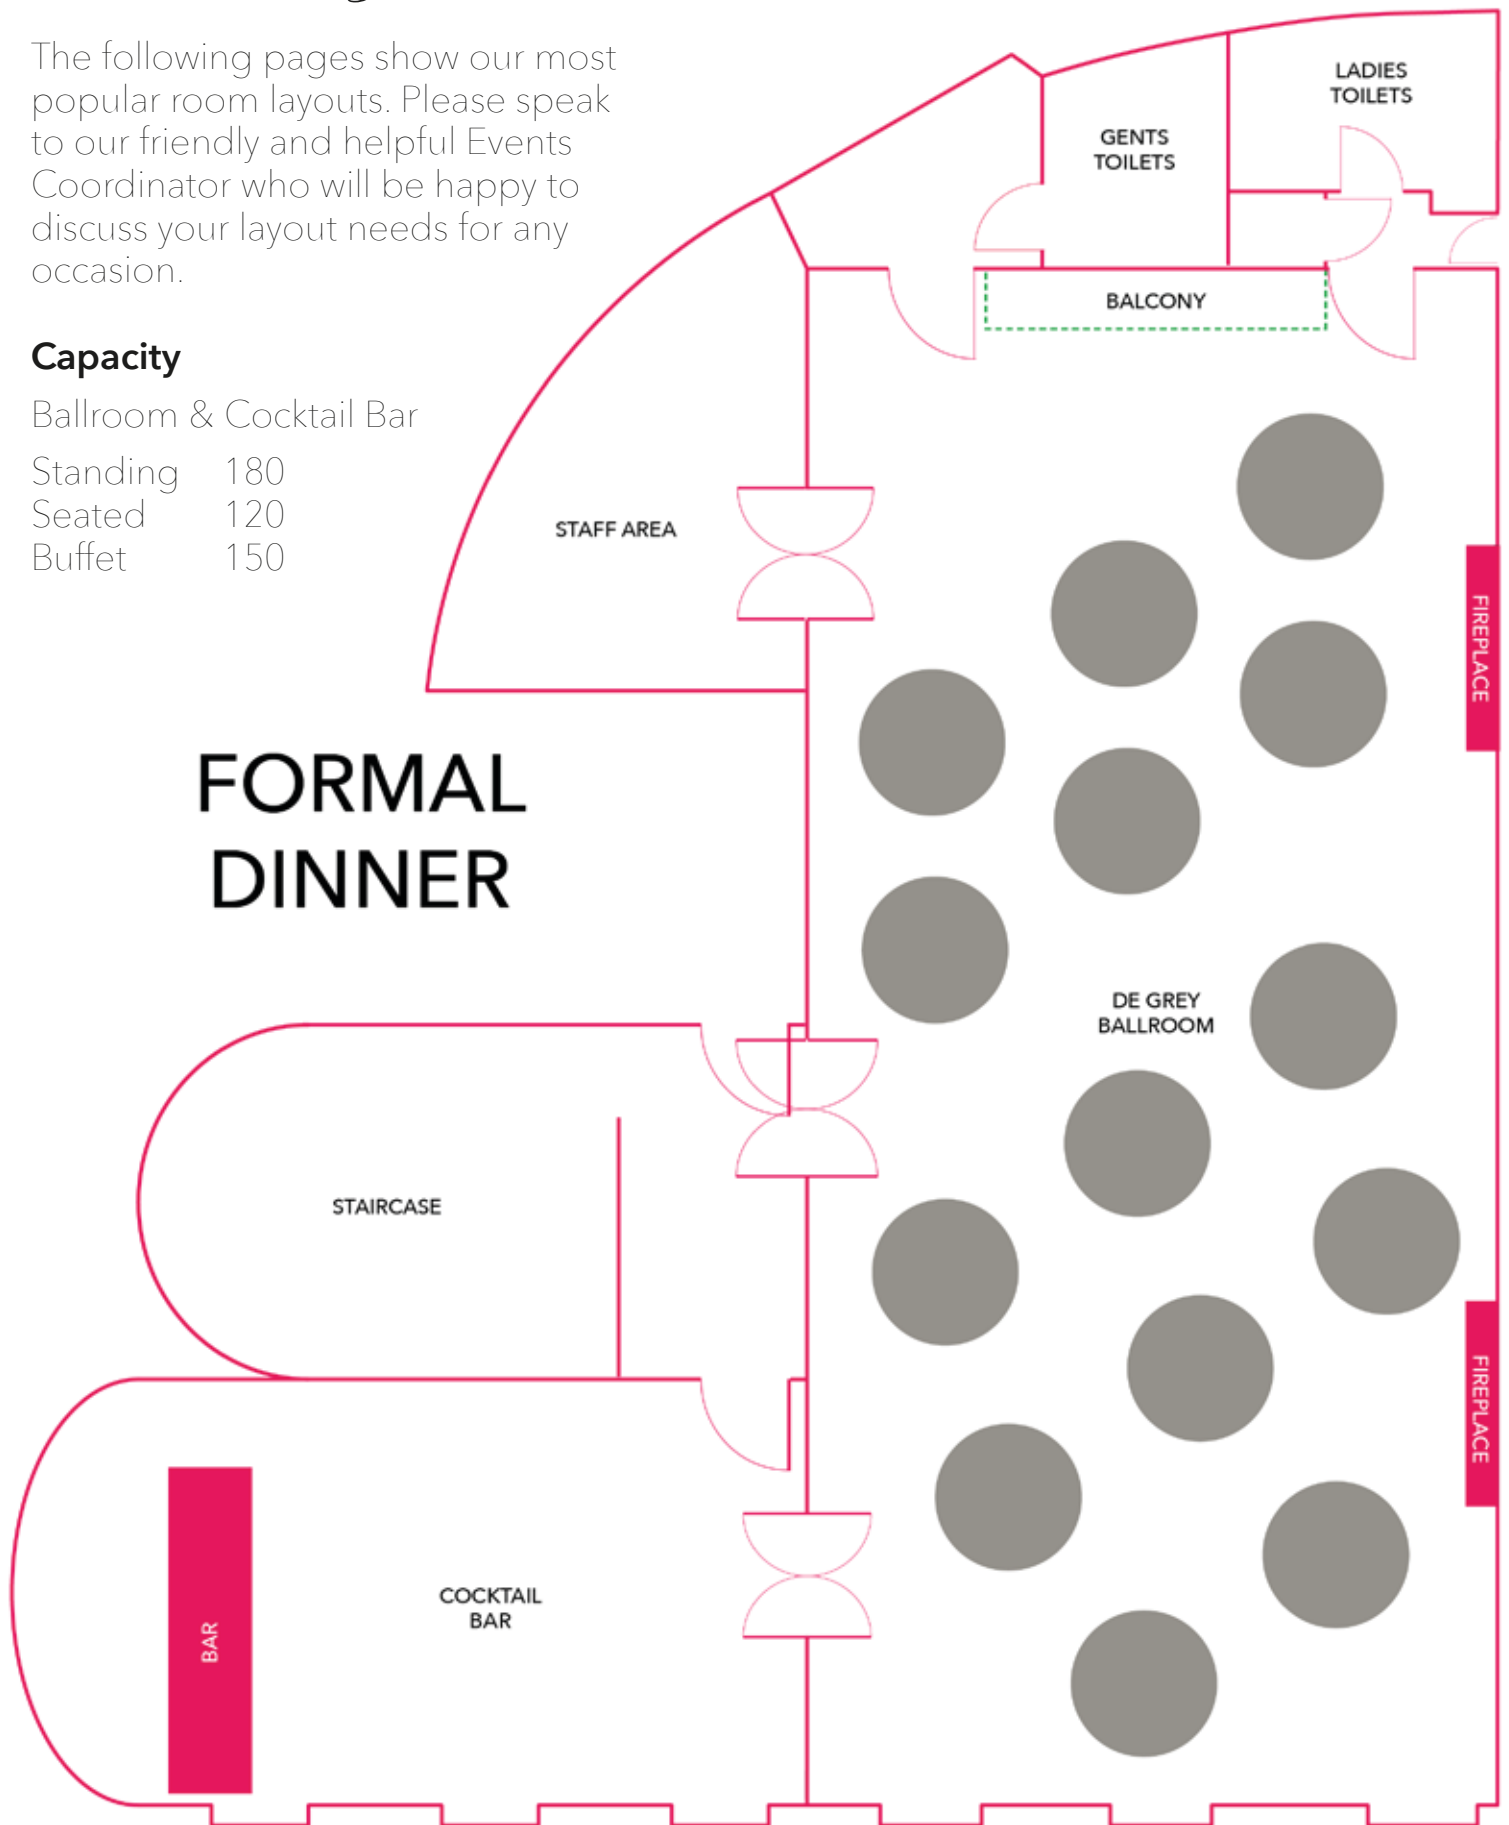 The following pages show our most
popular room layouts. Please speak
to our friendly and helpful Events
Coordinator who will be happy to
discuss your layout needs for any
occasion.
Capacity
Ballroom & Cocktail Bar
Standing 180
Seated 120
Buffet 150
LADIES
TOILETS
GENTS
TOILETS
BALCONY
STAFF AREA
FIREPLACE
FORMAL
DINNER
DE GREY
BALLROOM
STAIRCASE
FIREPLACE
COCKTAIL
BAR
BAR